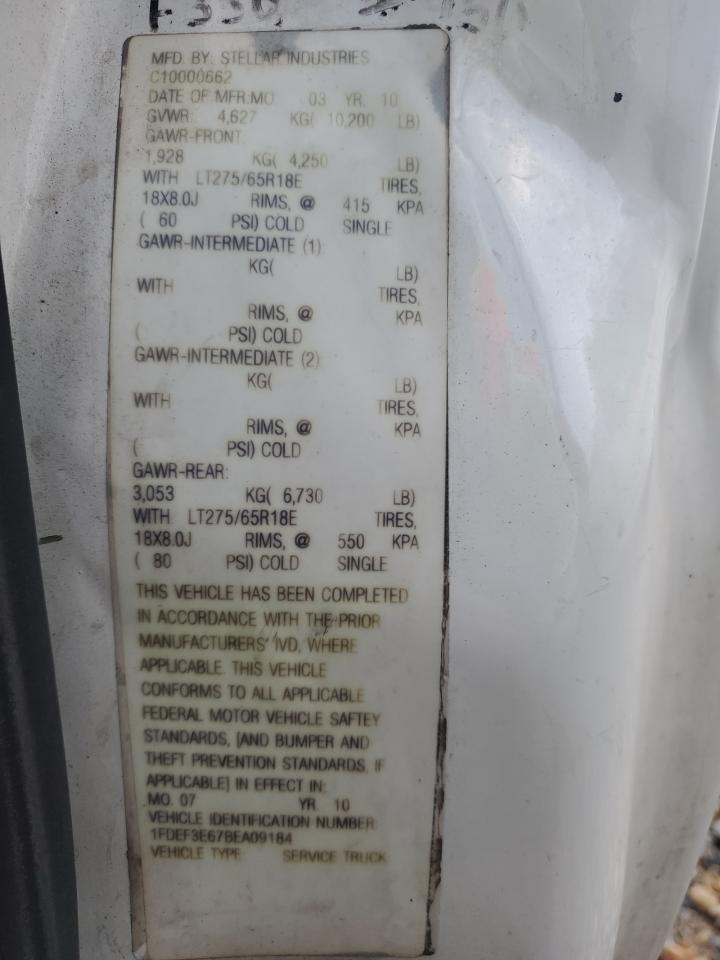 F350
MFD. BY: STELLAR INDUSTRIES
C10000662
DATE OF MFR:MO 03 YR. 10
GVWR: 4,627 KG( 10,200 LB)
GAWR-FRONT
1,928 KG( 4,250 LB)
WITH LT275/65R18E TIRES,
18X8.0J RIMS, @ 415 KPA
( 60 PSI) COLD SINGLE
GAWR-INTERMEDIATE (1)
KG( LB)
WITH TIRES,
RIMS, @ KPA
( PSI) COLD
GAWR-INTERMEDIATE (2)
KG( LB)
WITH TIRES,
RIMS, @ KPA
( PSI) COLD
GAWR-REAR:
3,053 KG( 6,730 LB)
WITH LT275/65R18E TIRES,
18X8.0J RIMS, @ 550 KPA
( 80 PSI) COLD SINGLE
THIS VEHICLE HAS BEEN COMPLETED
IN ACCORDANCE WITH THE PRIOR
MANUFACTURERS' IVD, WHERE
APPLICABLE. THIS VEHICLE
CONFORMS TO ALL APPLICABLE
FEDERAL MOTOR VEHICLE SAFTEY
STANDARDS, [AND BUMPER AND
THEFT PREVENTION STANDARDS, IF
APPLICABLE] IN EFFECT IN:
MO. 07 YR. 10
VEHICLE IDENTIFICATION NUMBER:
1FDEF3E67BEA09184
VEHICLE TYPE SERVICE TRUCK